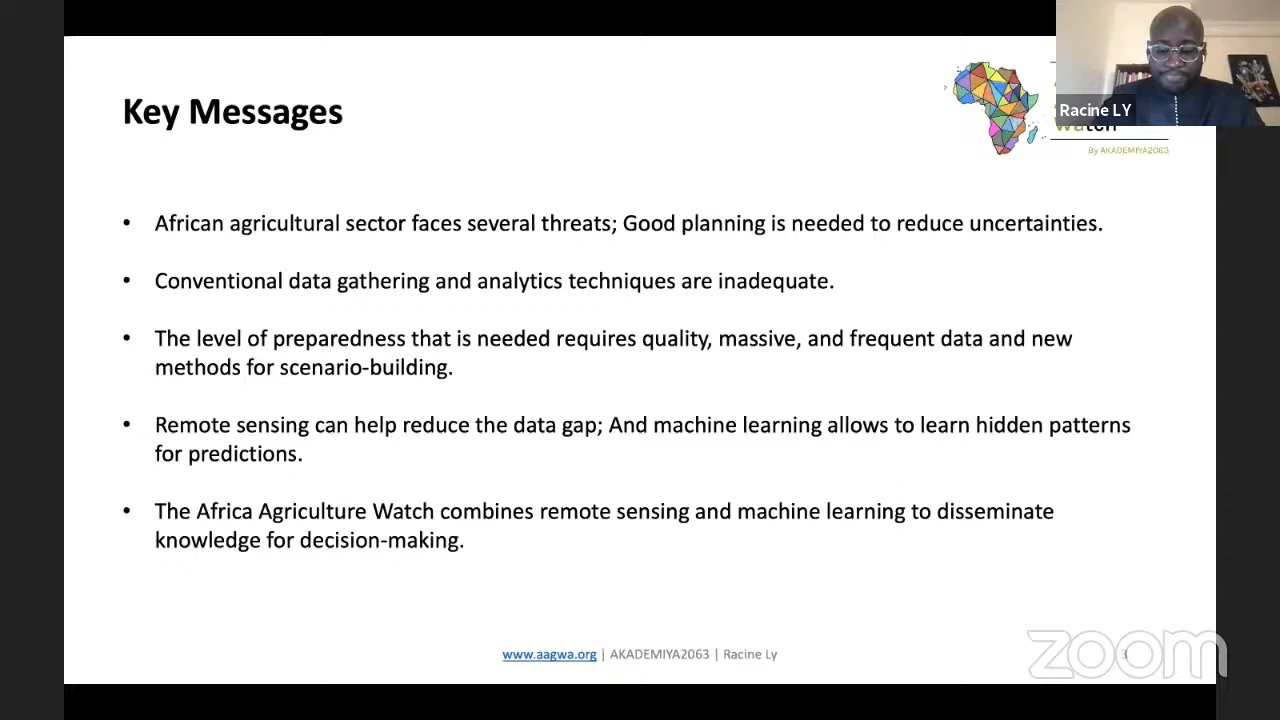 Key Messages
Racine LY
By AKADEMIYA2063
• African agricultural sector faces several threats; Good planning is needed to reduce uncertainties.
• Conventional data gathering and analytics techniques are inadequate.
• The level of preparedness that is needed requires quality, massive, and frequent data and new
methods for scenario-building.
• Remote sensing can help reduce the data gap; And machine learning allows to learn hidden patterns
for predictions.
• The Africa Agriculture Watch combines remote sensing and machine learning to disseminate
knowledge for decision-making.
www.aagwa.org | AKADEMIYA2063 | Racine Ly
3
zoom